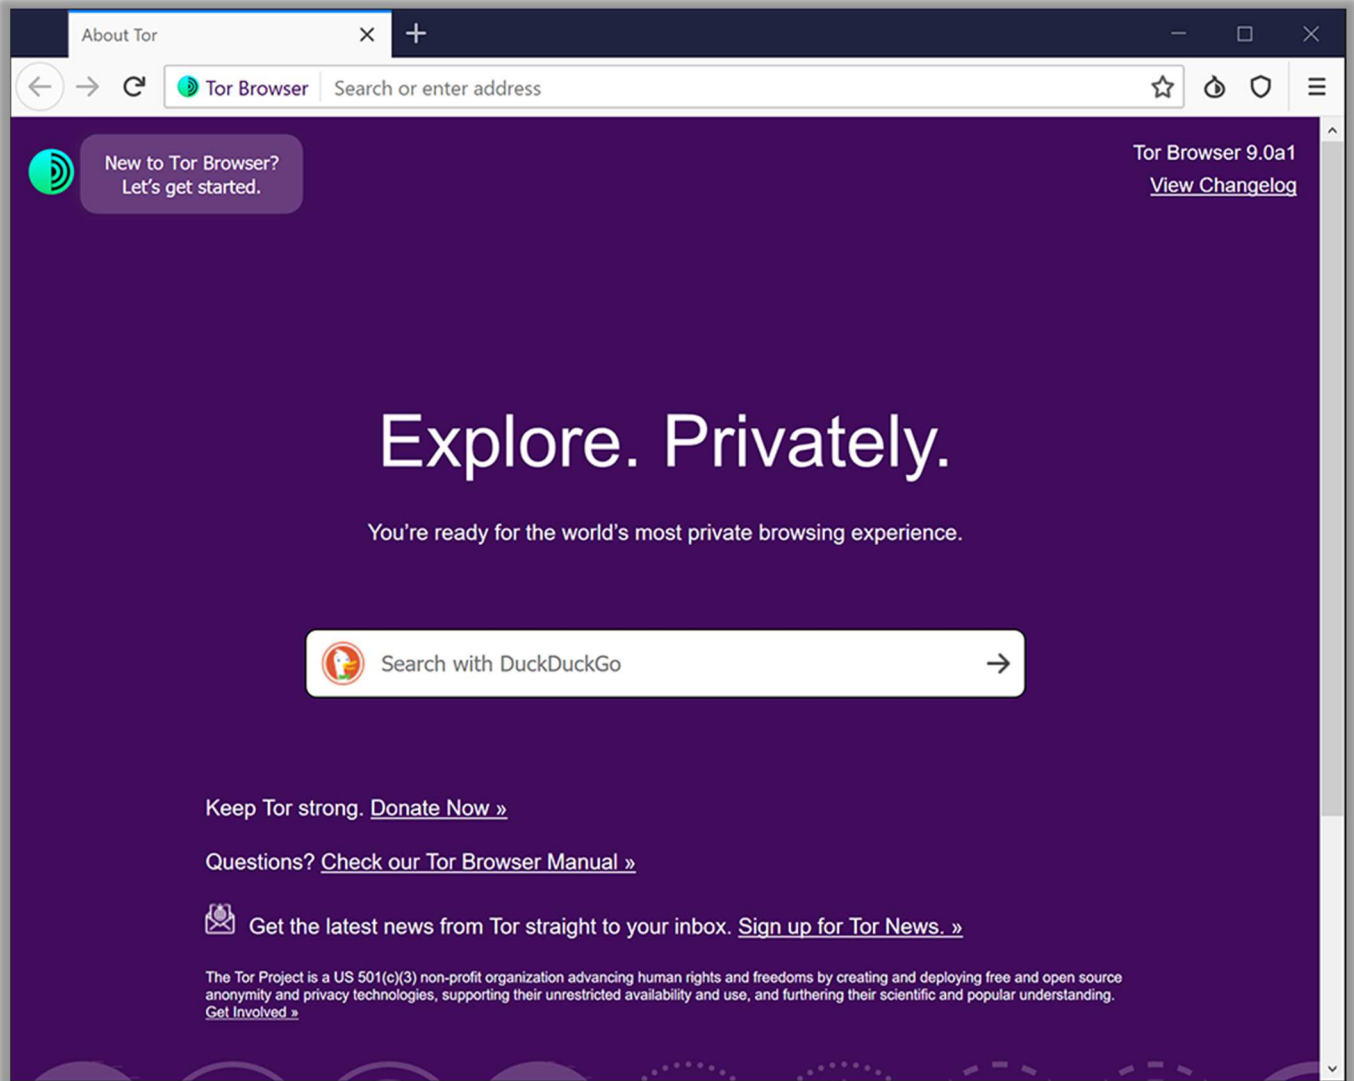 About Tor
Tor Browser
Search or enter address
New to Tor Browser?
Let’s get started.
Tor Browser 9.0a1
View Changelog
Explore. Privately.
You’re ready for the world’s most private browsing experience.
Search with DuckDuckGo
Keep Tor strong. Donate Now »
Questions? Check our Tor Browser Manual »
Get the latest news from Tor straight to your inbox. Sign up for Tor News. »
The Tor Project is a US 501(c)(3) non-profit organization advancing human rights and freedoms by creating and deploying free and open source
anonymity and privacy technologies, supporting their unrestricted availability and use, and furthering their scientific and popular understanding.
Get Involved »